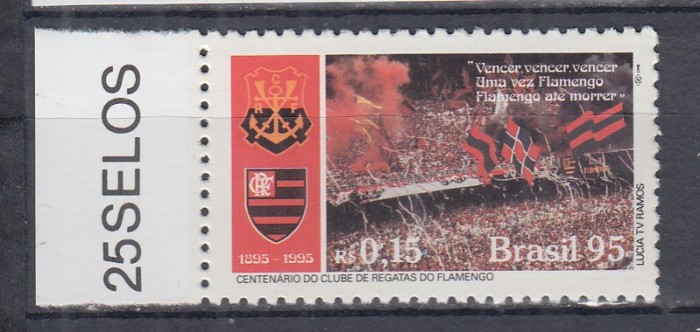 25 SELOS
"Vencer, vencer, vencer
Uma vez Flamengo
Flamengo até morrer"
C
R F
CRF
1895 - 1995
R$ 0,15
Brasil 95
LUCIA TV RAMOS
CENTENÁRIO DO CLUBE DE REGATAS DO FLAMENGO